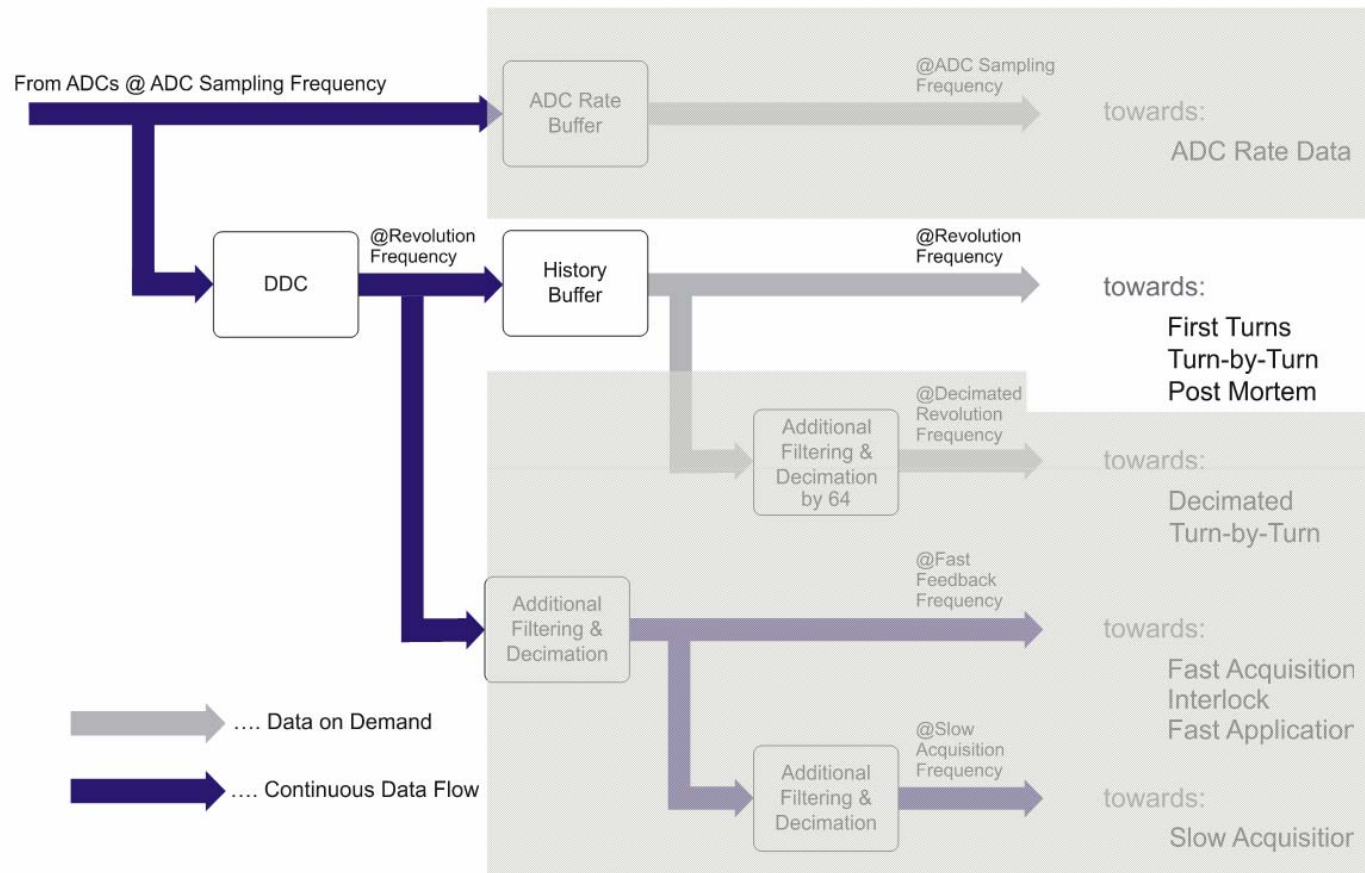 From ADCs @ ADC Sampling Frequency
ADC Rate
Buffer
@ADC Sampling
Frequency
towards:
ADC Rate Data
DDC
@Revolution
Frequency
History
Buffer
@Revolution
Frequency
towards:
First Turns
Turn-by-Turn
Post Mortem
Additional
Filtering &
Decimation
by 64
@Decimated
Revolution
Frequency
towards:
Decimated
Turn-by-Turn
Additional
Filtering &
Decimation
@Fast
Feedback
Frequency
towards:
Fast Acquisition
Interlock
Fast Application
Additional
Filtering &
Decimation
@Slow
Acquisition
Frequency
towards:
Slow Acquisition
.... Data on Demand
.... Continuous Data Flow